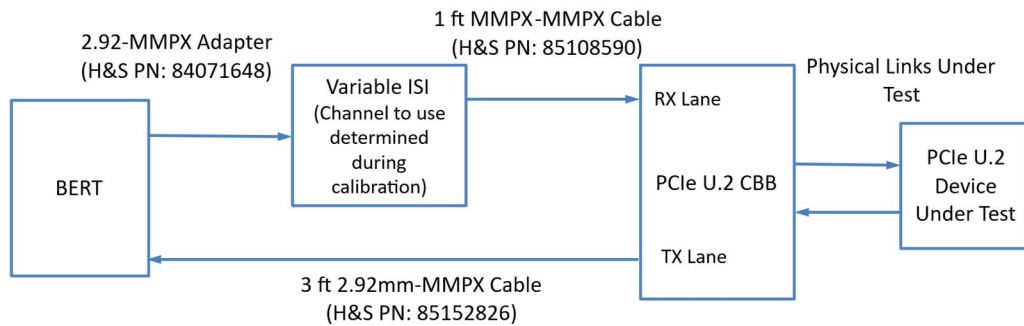 1 ft MMPX-MMPX Cable
(H&S PN: 85108590)
2.92-MMPX Adapter
(H&S PN: 84071648)
Variable ISI
(Channel to use
determined
during
calibration)
Physical Links Under
Test
RX Lane
BERT
PCIe U.2 CBB
PCIe U.2
Device
Under Test
TX Lane
3 ft 2.92mm-MMPX Cable
(H&S PN: 85152826)